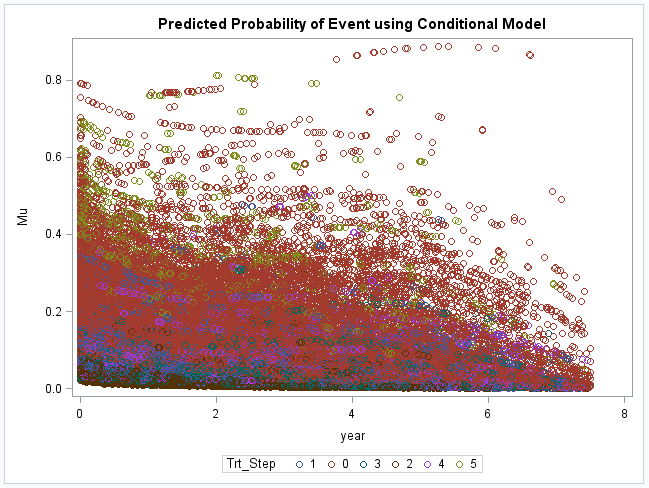 Predicted Probability of Event using Conditional Model
Mu
0.8
0.6
0.4
0.2
0.0
0 2 4 6 8
year
Trt_Step 1 0 3 2 4 5